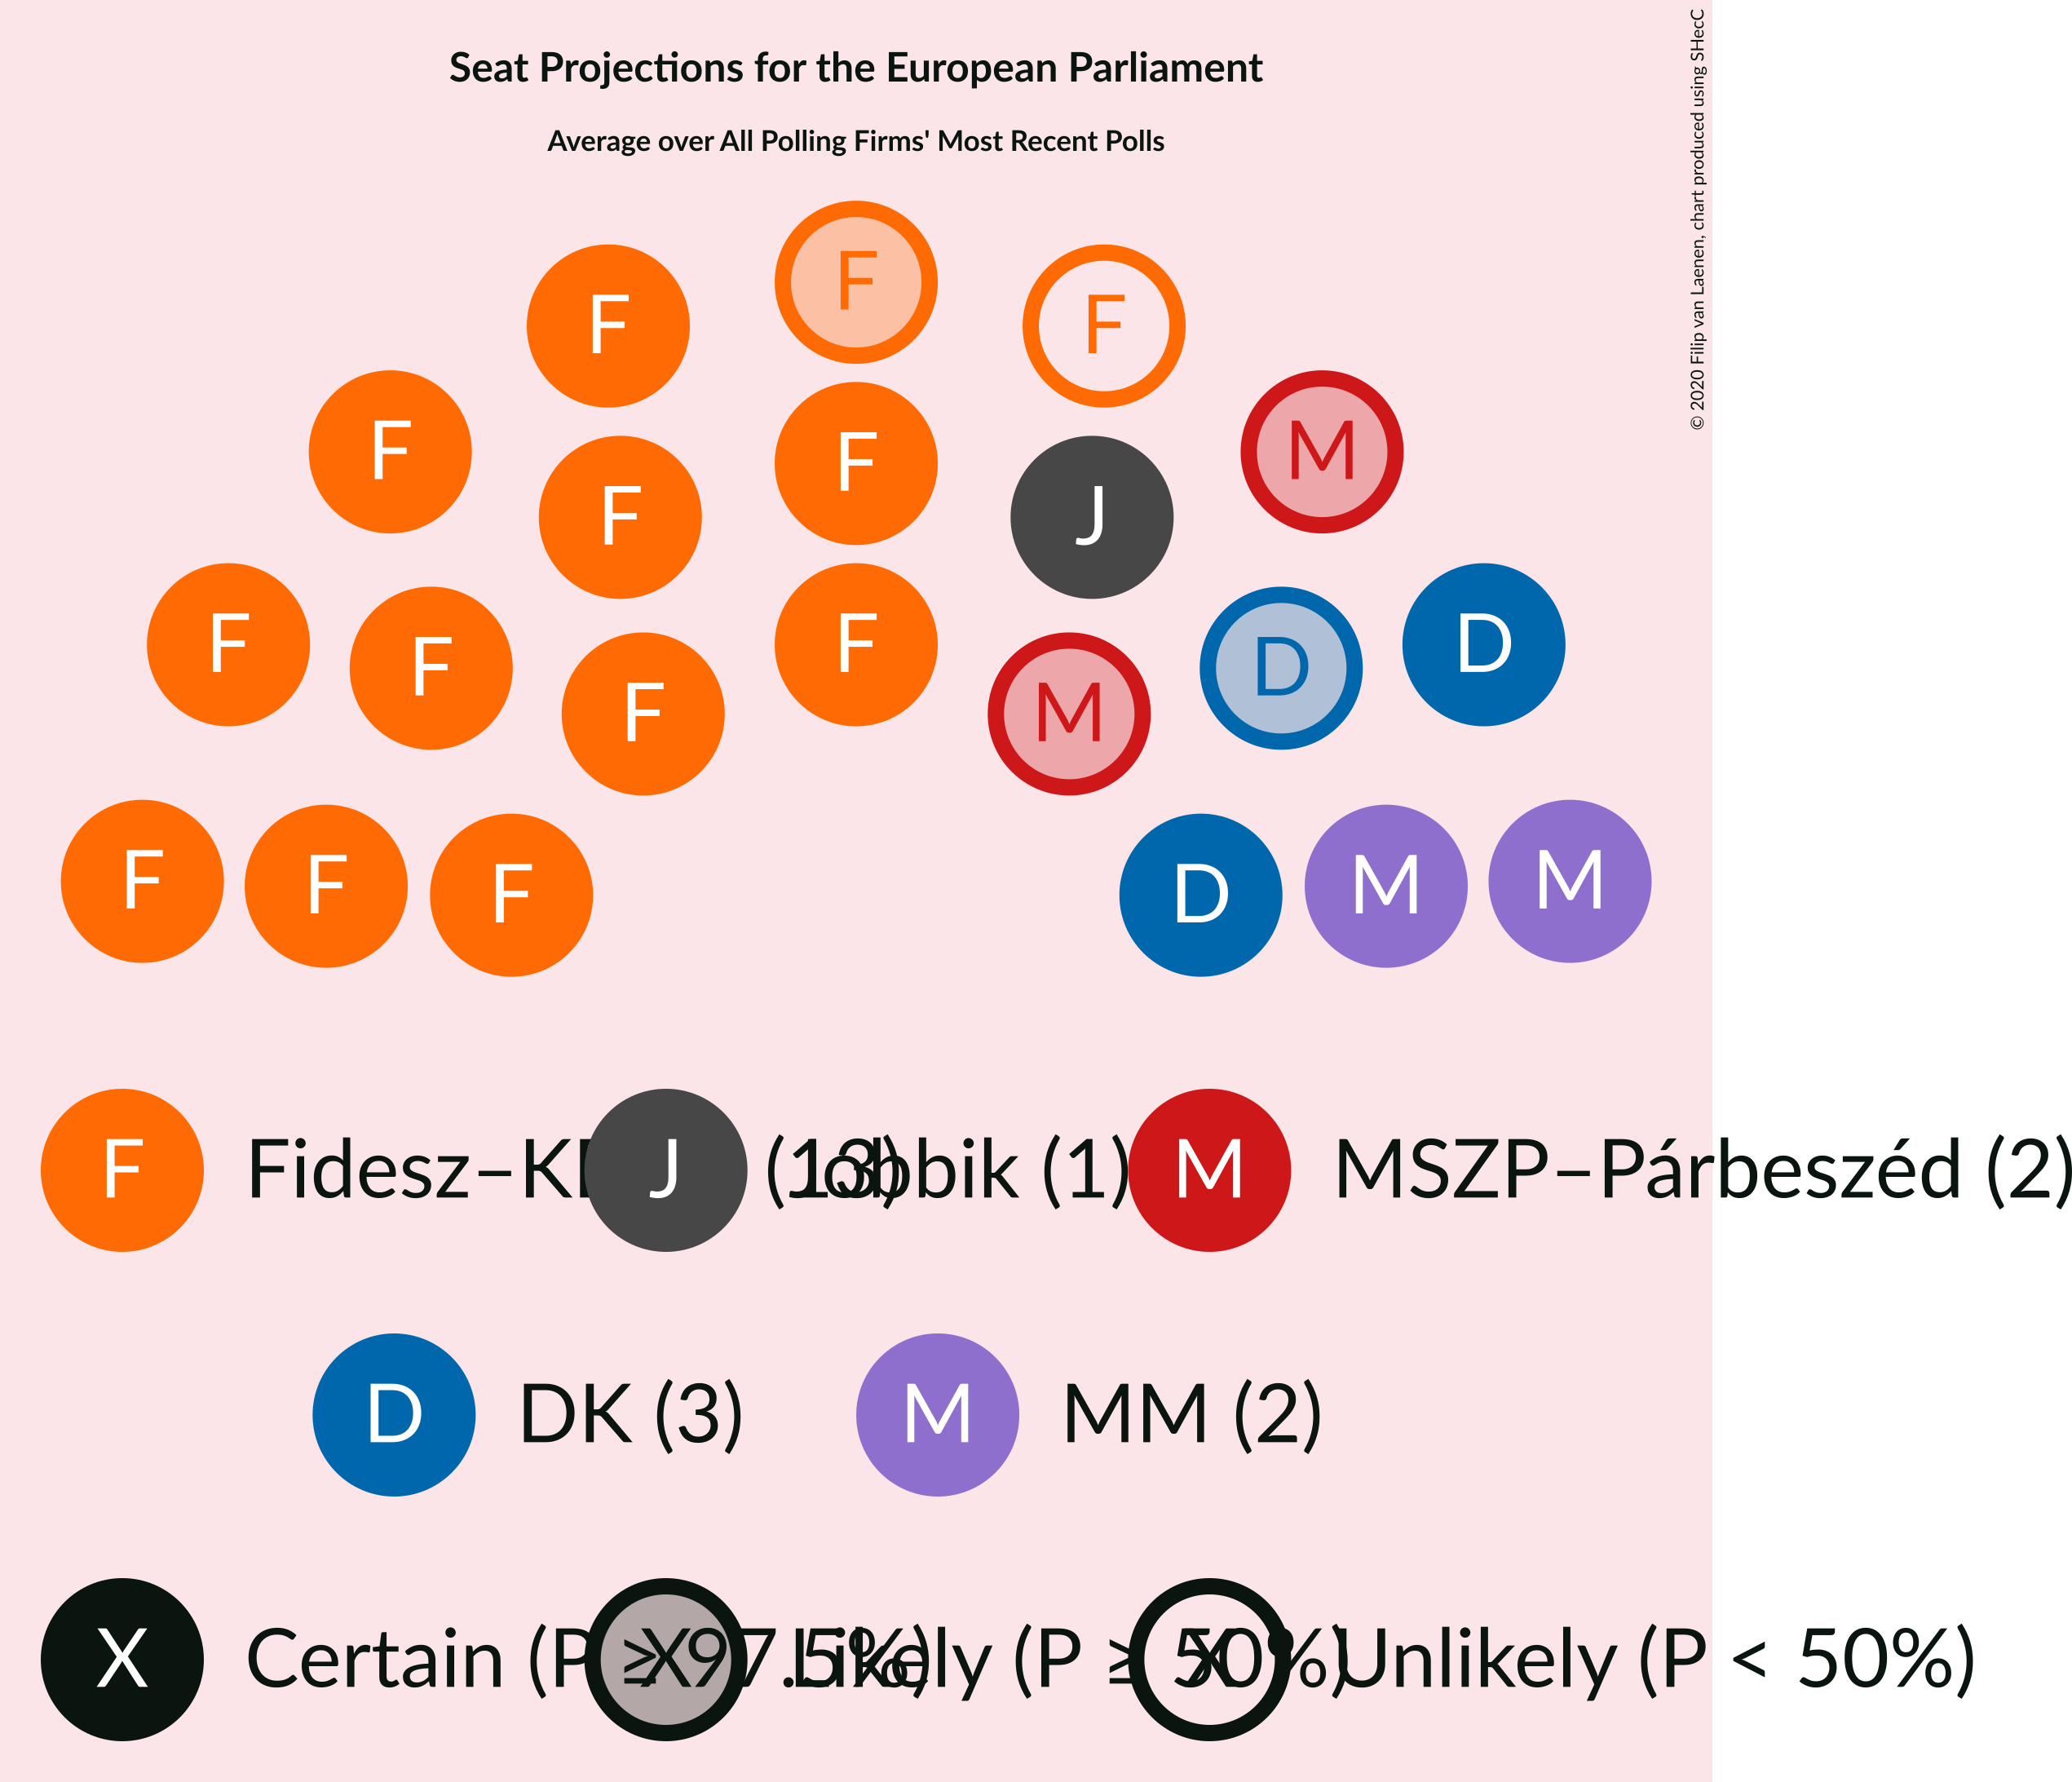 Seat Projections for the European Parliament
Average over All Polling Firms' Most Recent Polls
© 2020 Filip van Laenen, chart produced using SHecC
F
F F
F M
F
F J
F D
F D
F F
M
F F F D M M
F Fidesz–K (13) J Jobbik (1) M MSZP–Párbeszéd (2)
D DK (3) M MM (2)
X Certain (P ≥ 97.5%) X Likely (P ≥ 50%) X Unlikely (P < 50%)